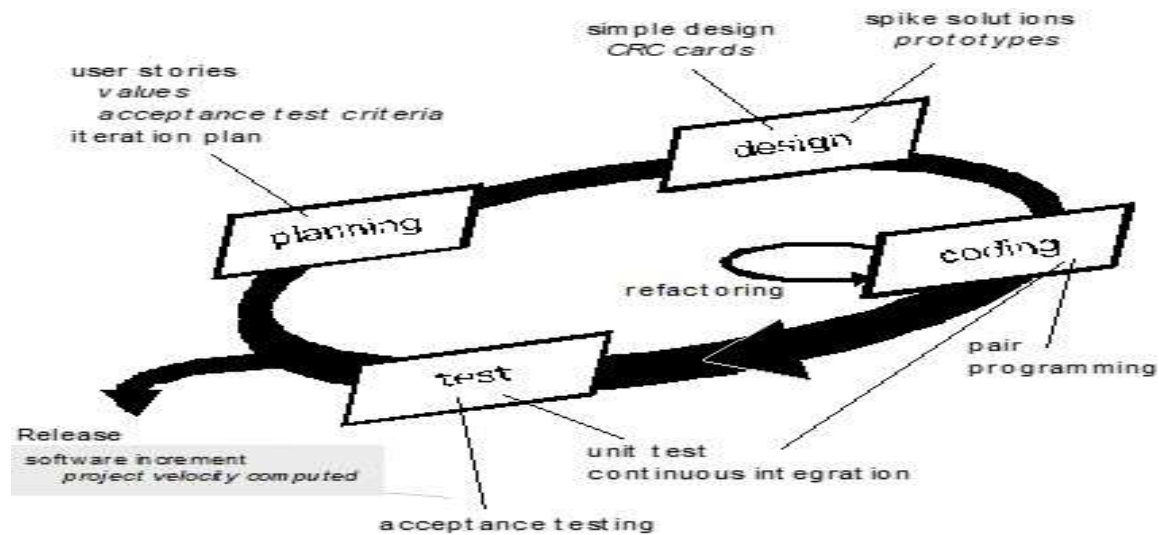 spike solutions
prototypes
simple design
CRC cards
user stories
values
acceptance test criteria
iteration plan
design
planning
coding
refactoring
test
pair
programming
Release
software increment
project velocity computed
unit test
continuous integration
acceptance testing